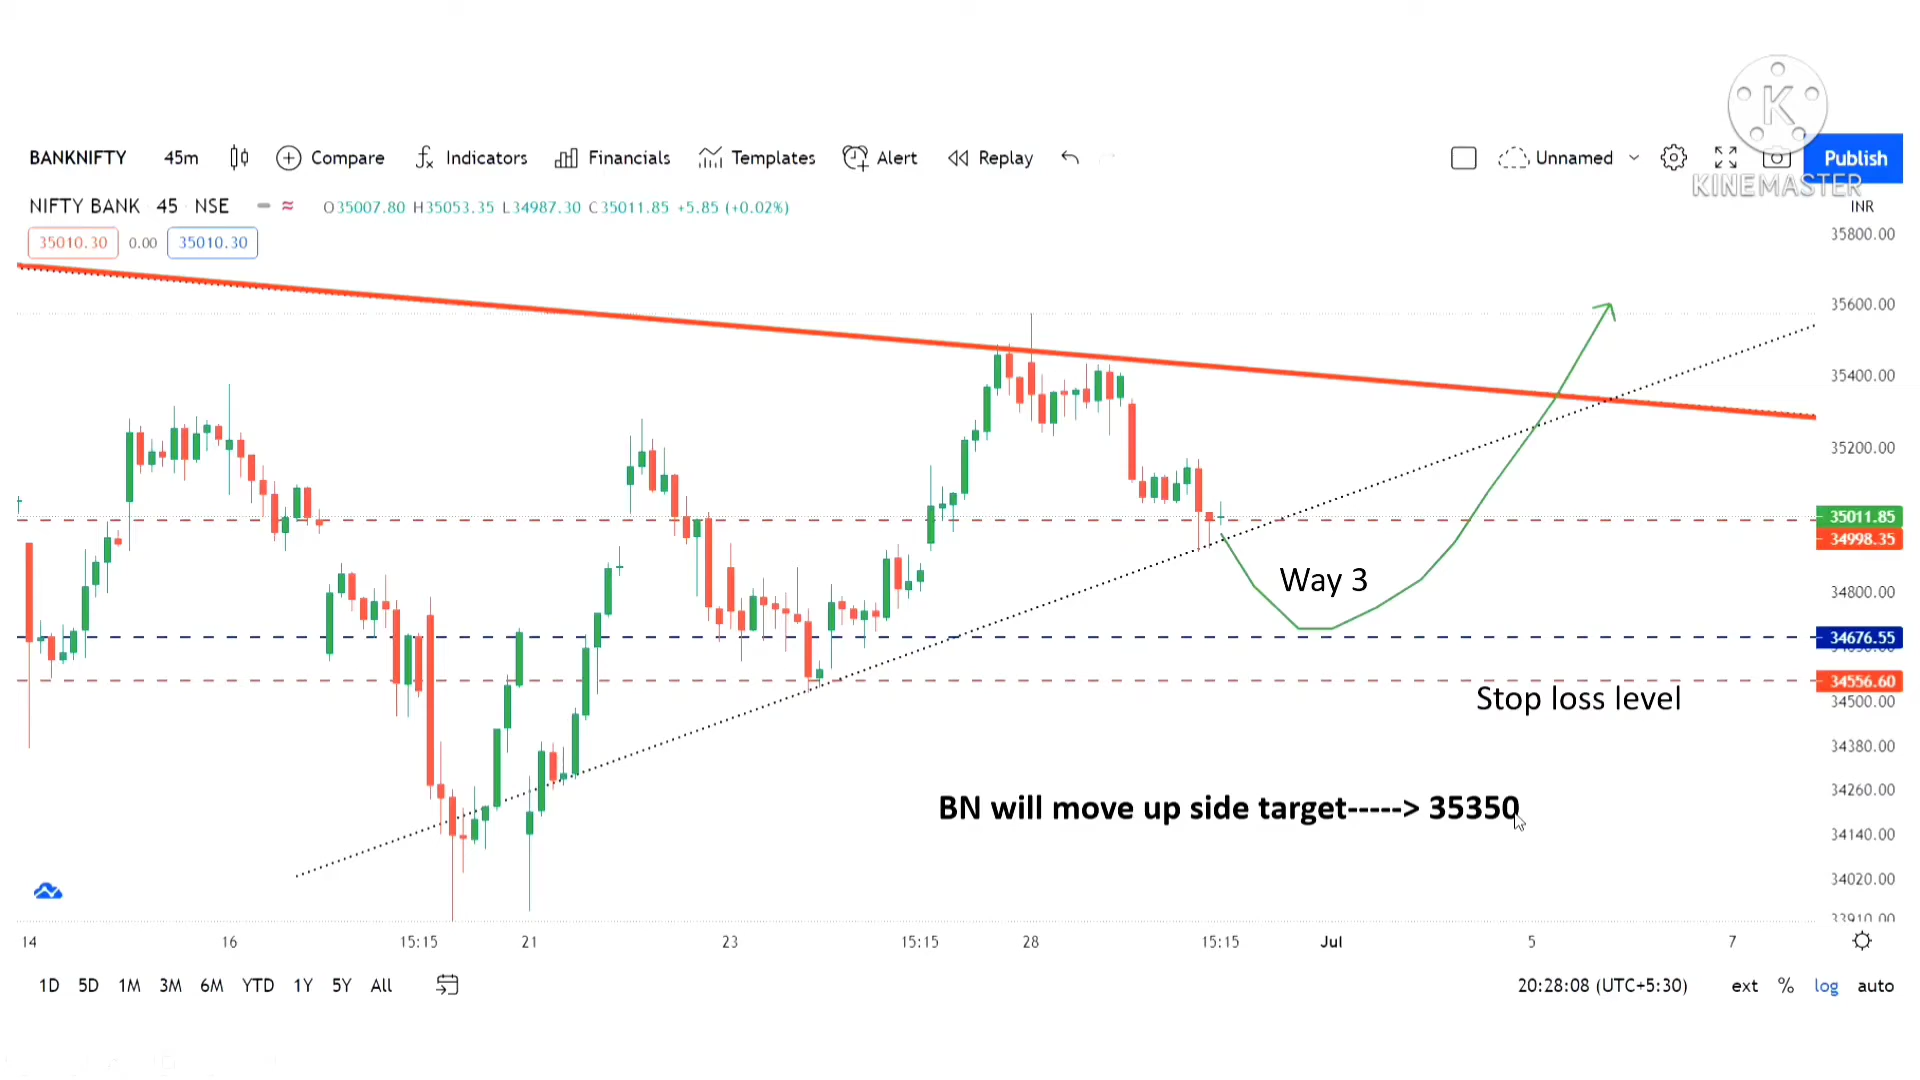 K
KINEMASTER
BANKNIFTY 45m Compare Indicators Financials Templates Alert Replay Unnamed Publish
NIFTY BANK 45 NSE O35007.80 H35053.35 L34987.30 C35011.85 +5.85 (+0.02%) INR
35010.30 0.00 35010.30
35800.00
35600.00
35400.00
35200.00
35011.85
34998.35
Way 3
34800.00
34676.55
34556.60
Stop loss level
34500.00
34380.00
34260.00
BN will move up side target-----> 35350
34140.00
34020.00
33910.00
14 16 15:15 21 23 15:15 28 15:15 Jul 5 7
1D 5D 1M 3M 6M YTD 1Y 5Y All 20:28:08 (UTC+5:30) ext % log auto